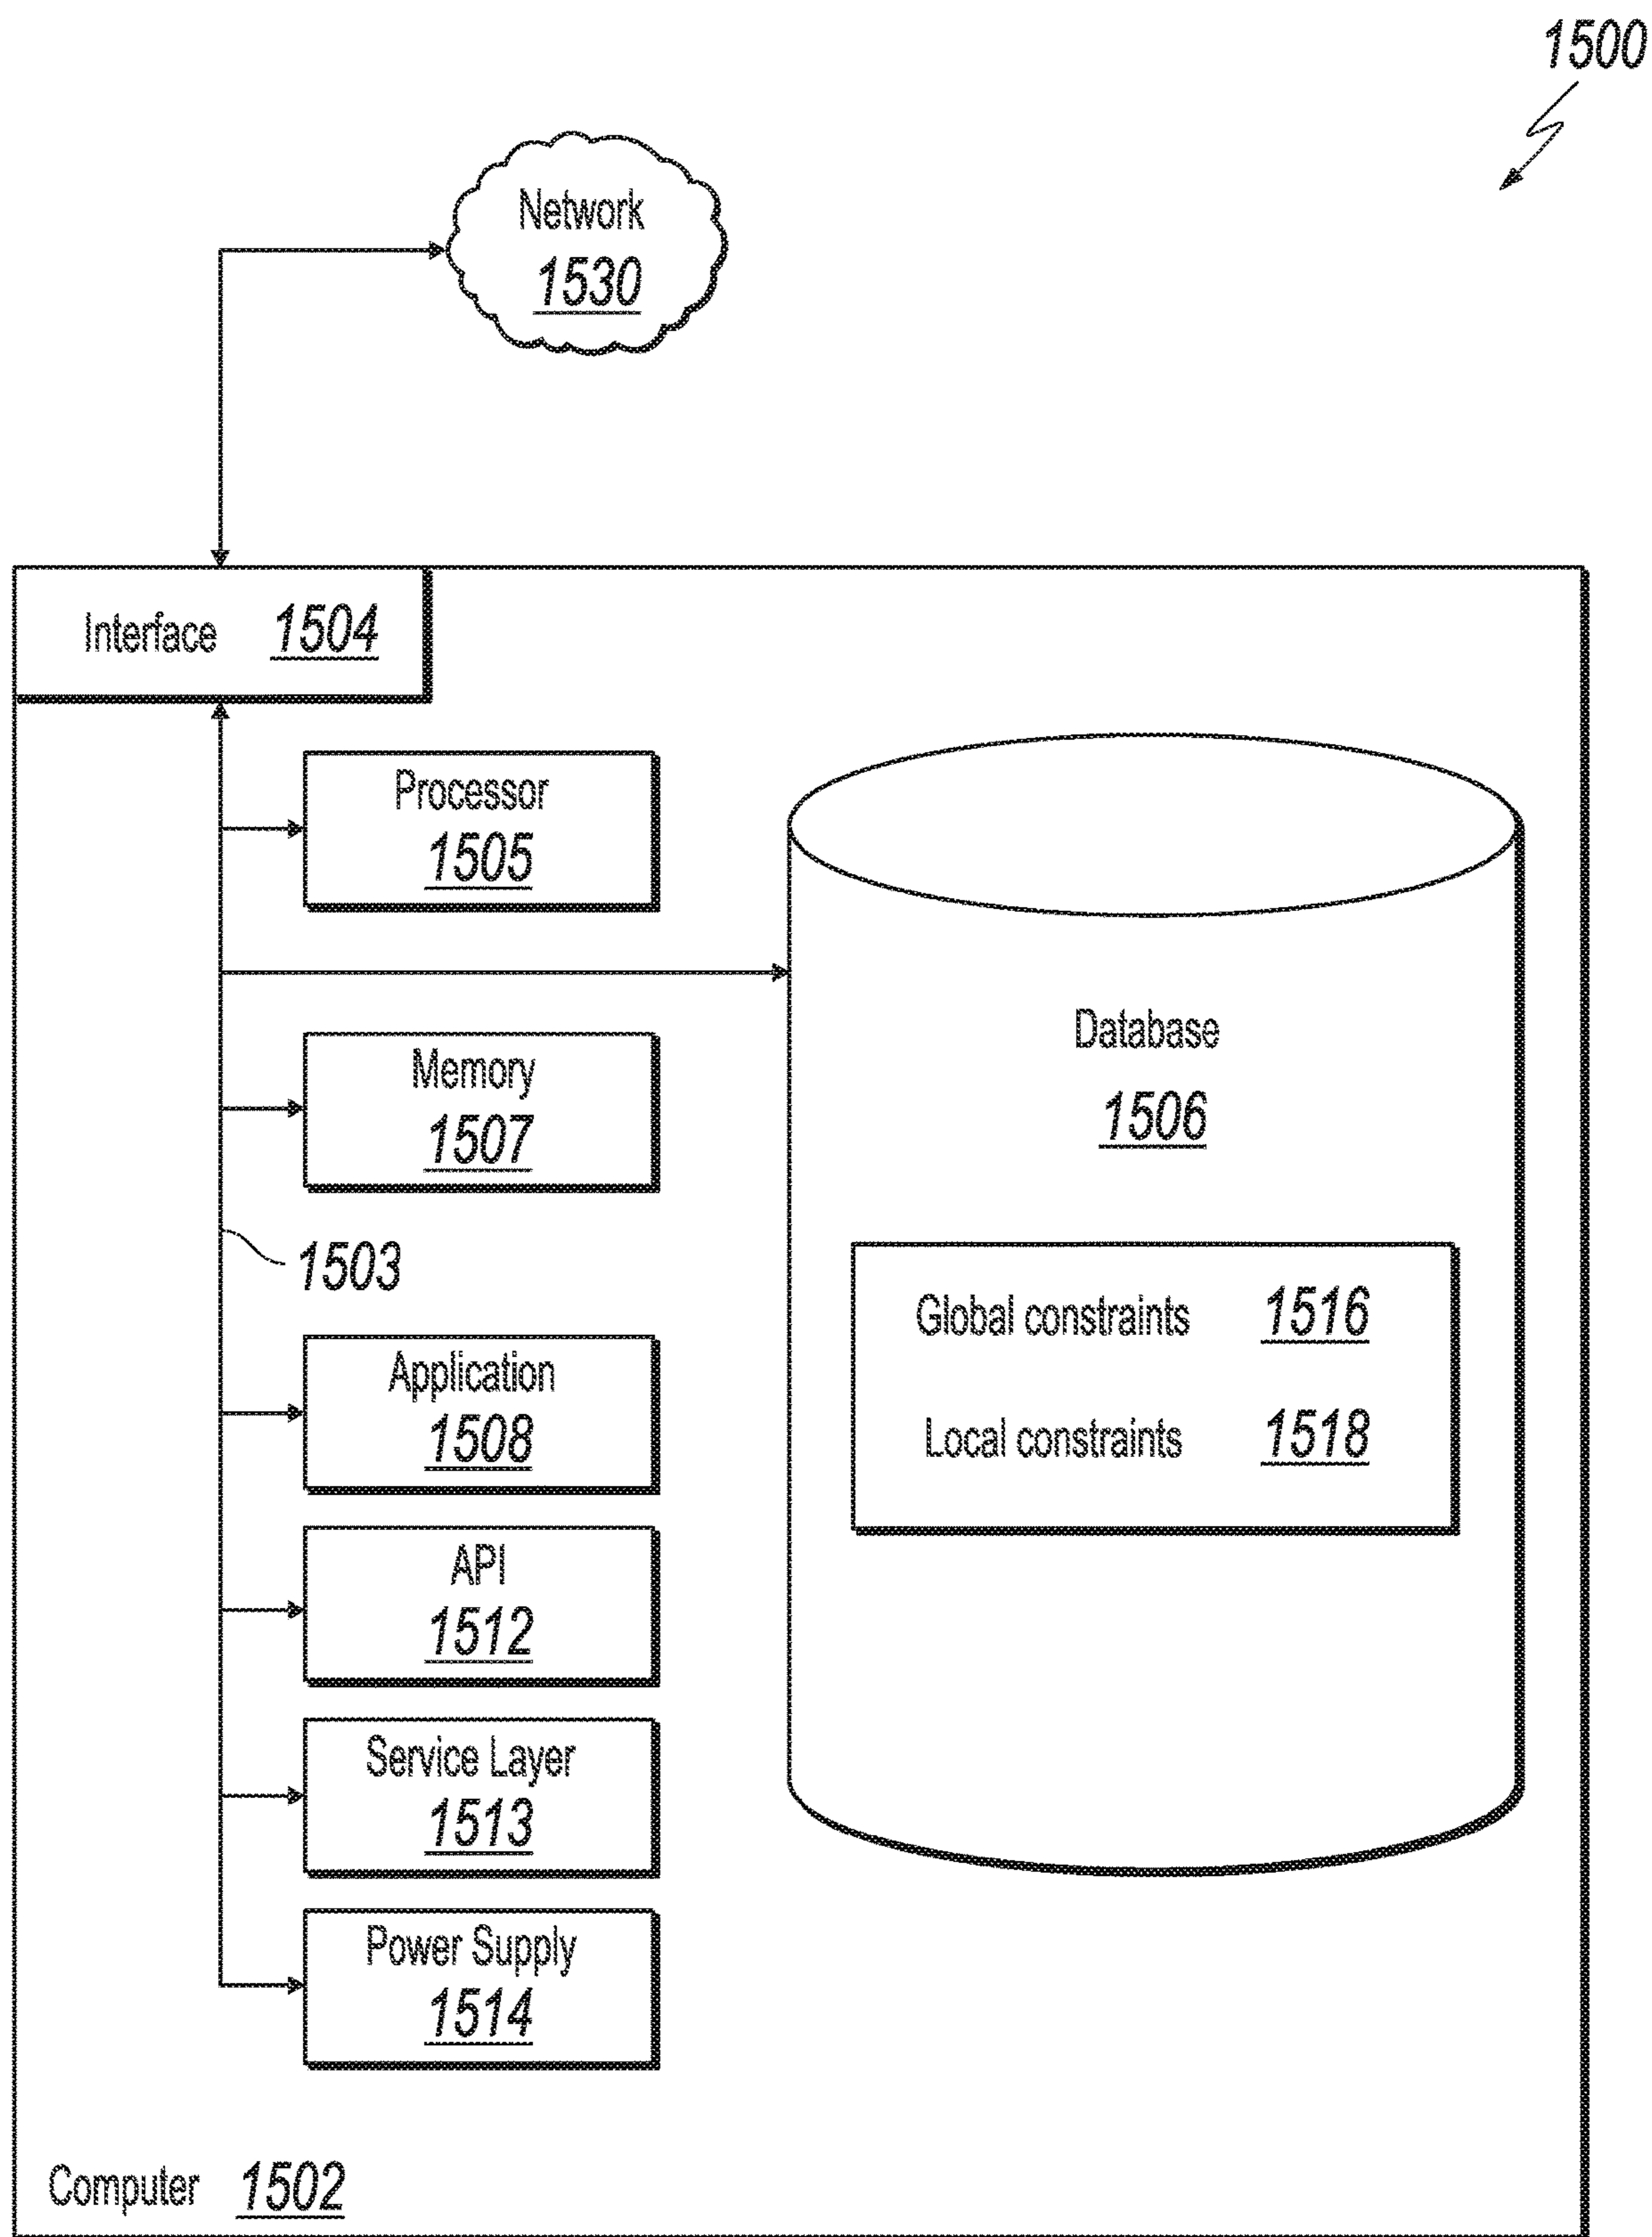 1500
Network
1530
Interface 1504
Processor
1505
Memory
1507
1503
Application
1508
API
1512
Service Layer
1513
Power Supply
1514
Database
1506
Global constraints 1516
Local constraints 1518
Computer 1502